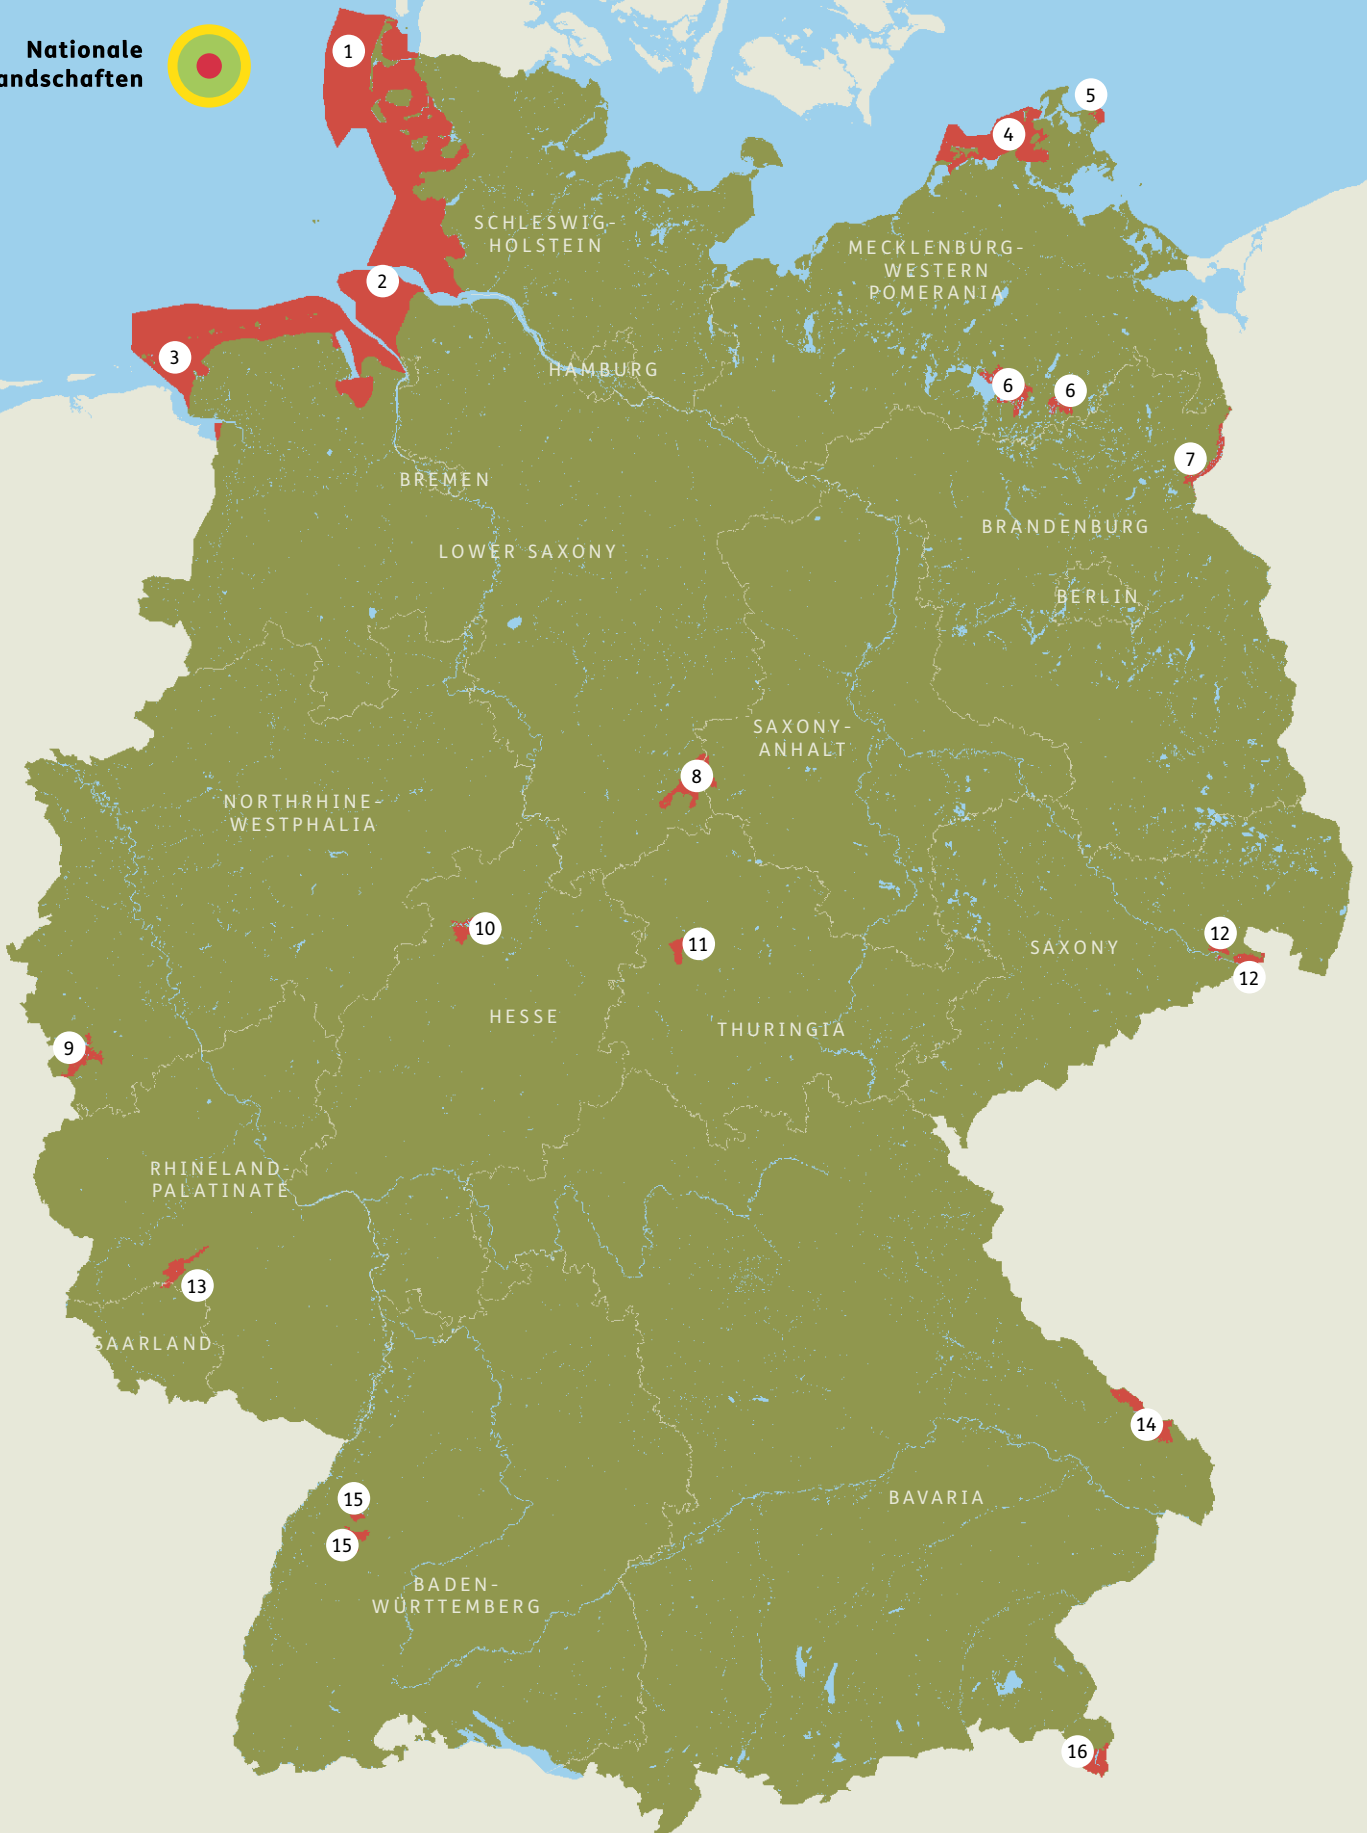 Nationale
andschaften
1
5
4
SCHLESWIG-
HOLSTEIN
MECKLENBURG-
WESTERN
POMERANIA
2
3
HAMBURG
6
6
7
BREMEN
BRANDENBURG
LOWER SAXONY
BERLIN
SAXONY-
ANHALT
8
NORTHRHINE-
WESTPHALIA
10
11
12
SAXONY
12
HESSE
THURINGIA
9
RHINELAND-
PALATINATE
13
SAARLAND
14
15
BAVARIA
15
BADEN-
WÜRTTEMBERG
16